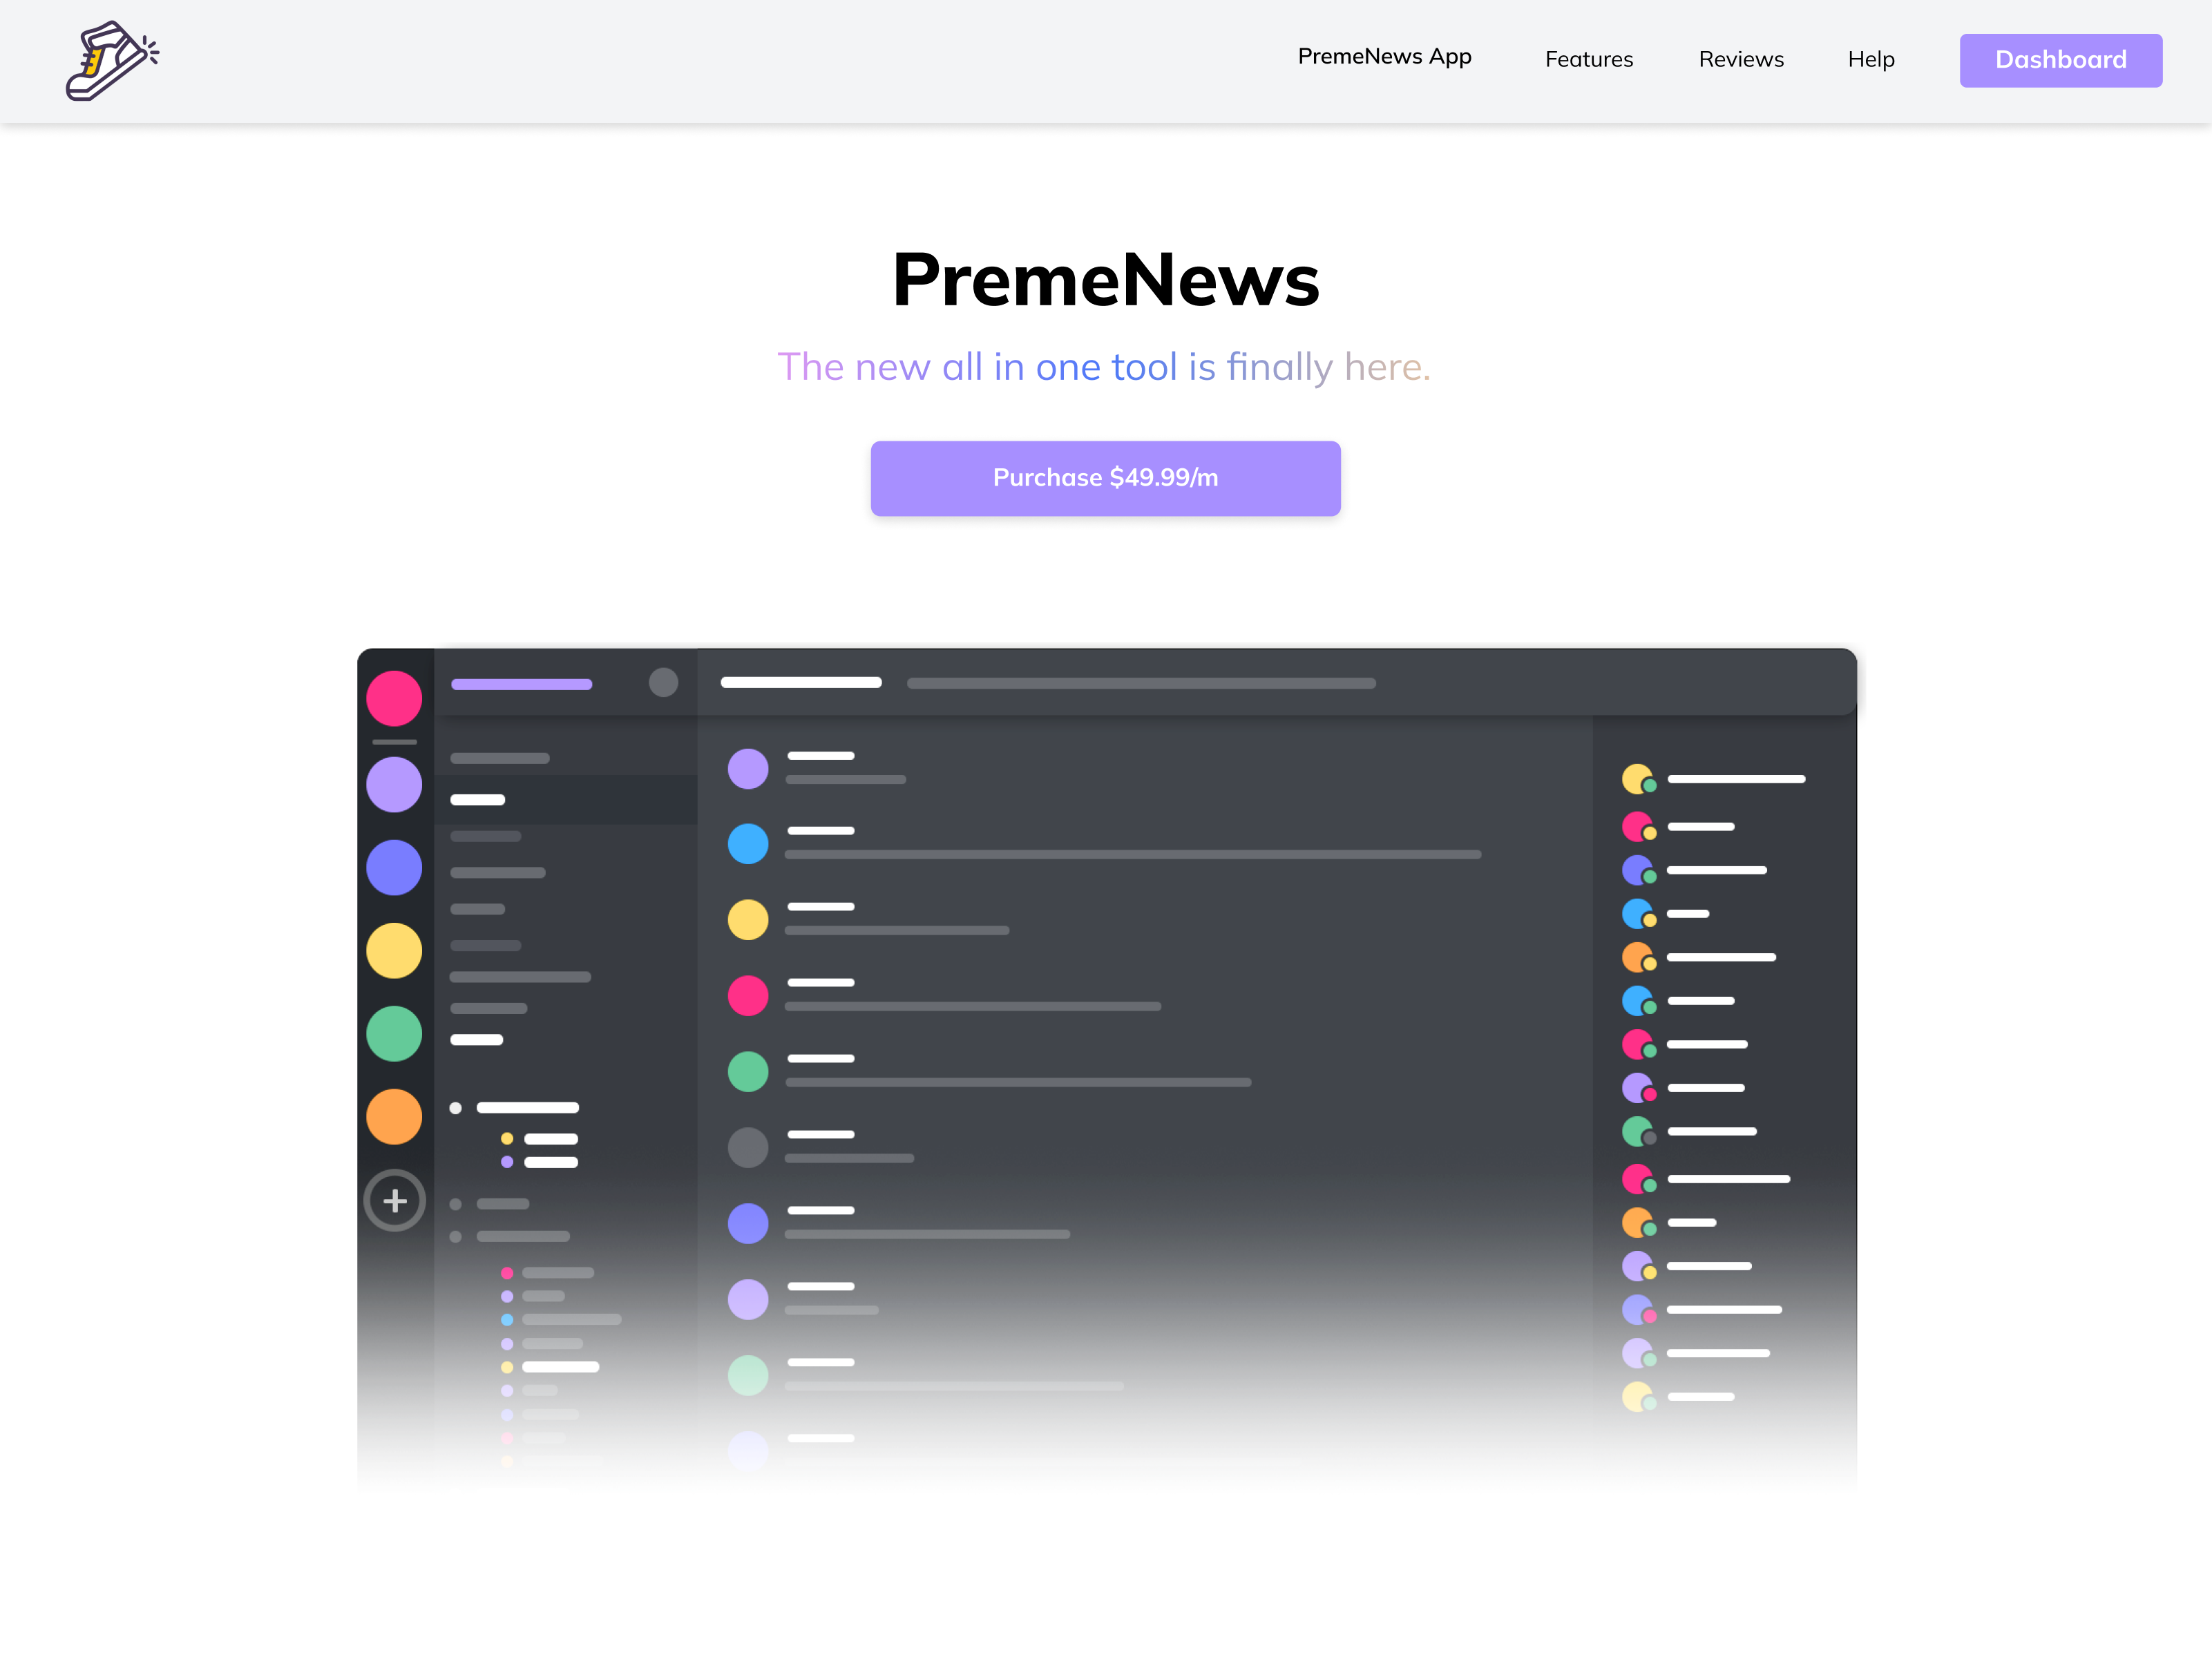 PremeNews App
Features
Reviews
Help
Dashboard
PremeNews
The new all in one tool is finally here.
Purchase $49.99/m